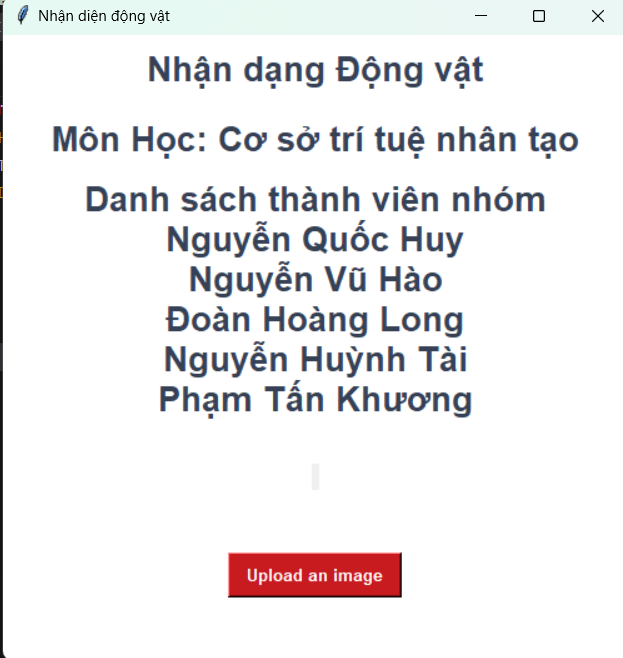 Nhận diện động vật
Nhận dạng Động vật
Môn Học: Cơ sở trí tuệ nhân tạo
Danh sách thành viên nhóm
Nguyễn Quốc Huy
Nguyễn Vũ Hào
Đoàn Hoàng Long
Nguyễn Huỳnh Tài
Phạm Tấn Khương
Upload an image